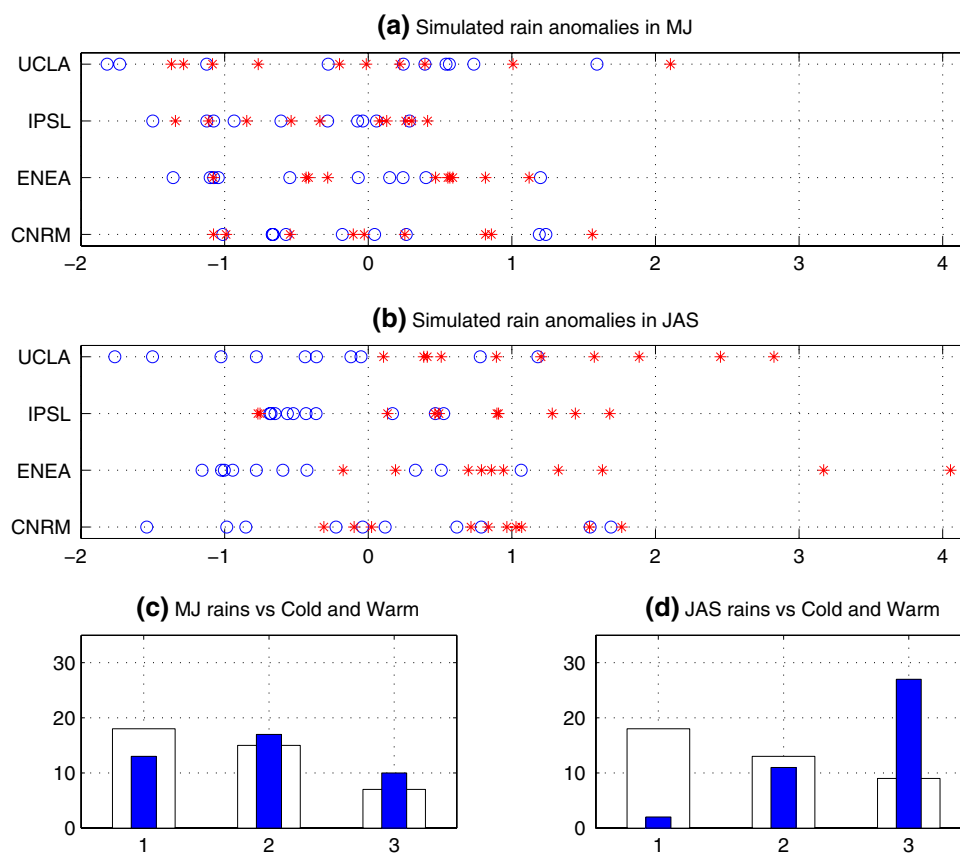 (a) Simulated rain anomalies in MJ
UCLA
IPSL
ENEA
CNRM
−2 −1 0 1 2 3 4
(b) Simulated rain anomalies in JAS
UCLA
IPSL
ENEA
CNRM
−2 −1 0 1 2 3 4
(c) MJ rains vs Cold and Warm
30
20
10
0
1 2 3
(d) JAS rains vs Cold and Warm
30
20
10
0
1 2 3